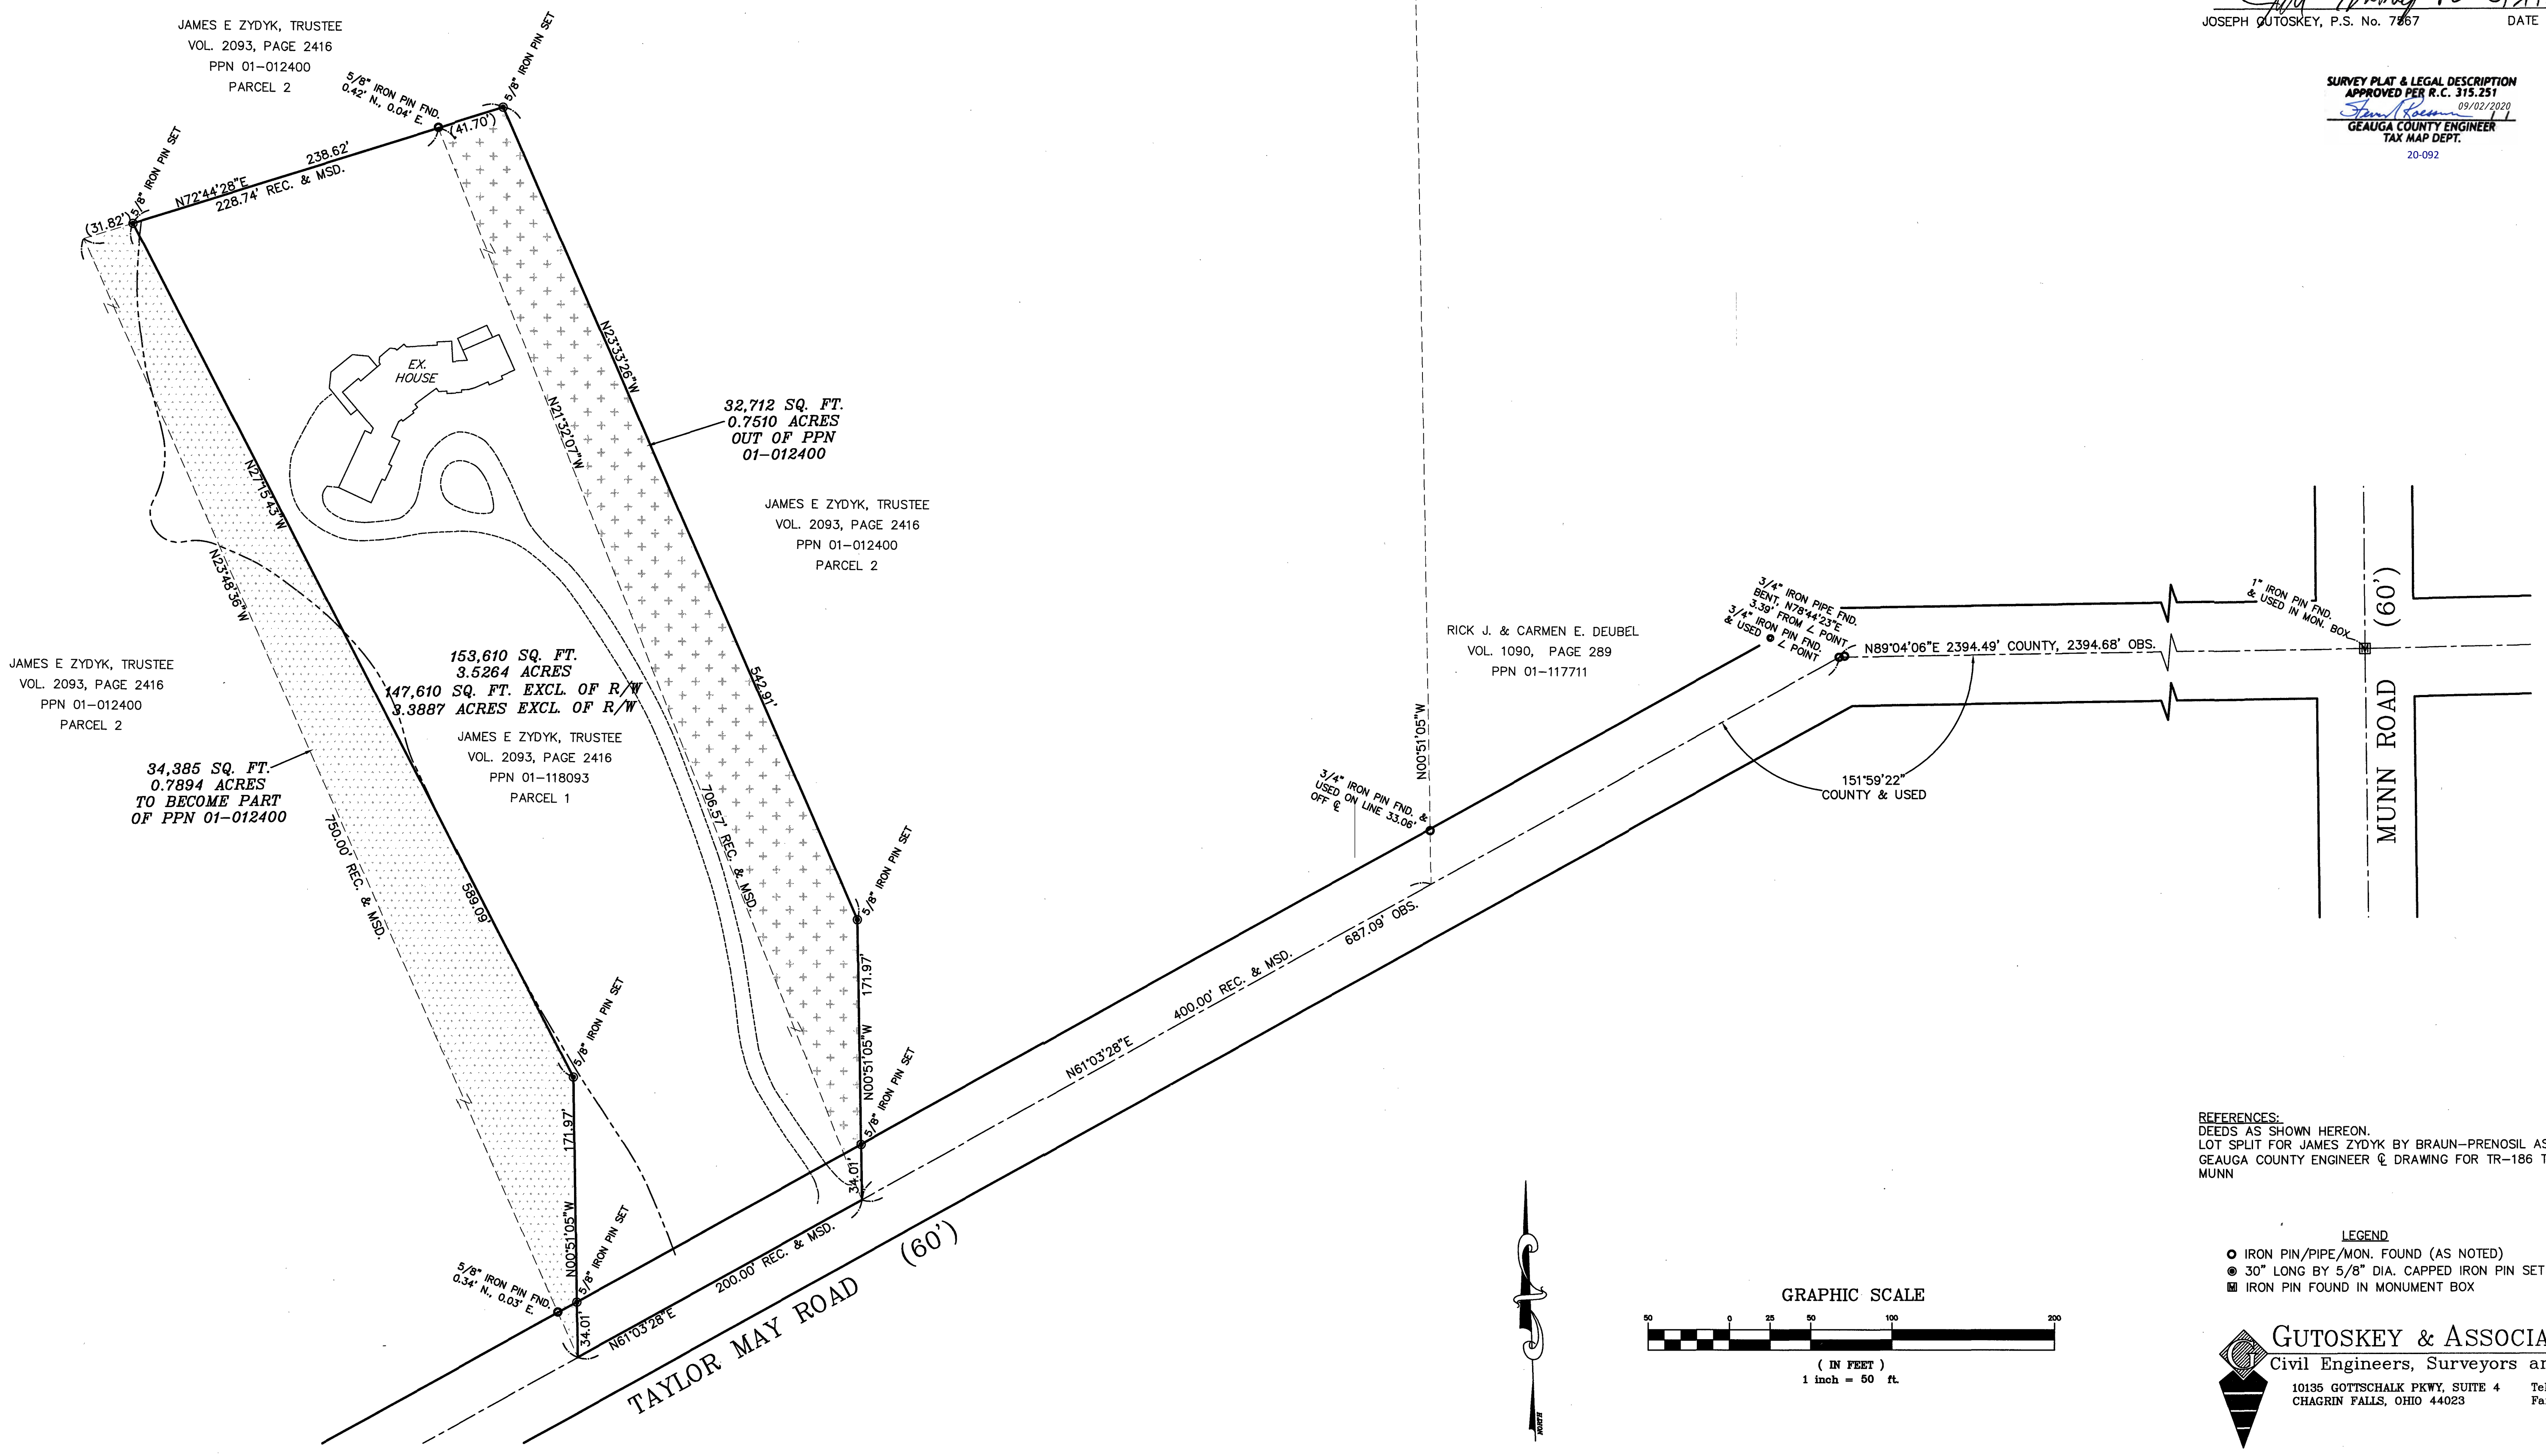 JOSEPH GUTOSKEY, P.S. No. 7867 DATE
SURVEY PLAT & LEGAL DESCRIPTION
APPROVED PER R.C. 315.251
09/02/2020
GEAUGA COUNTY ENGINEER
TAX MAP DEPT.
20-092
JAMES E ZYDYK, TRUSTEE
VOL. 2093, PAGE 2416
PPN 01-012400
PARCEL 2
5/8" IRON PIN FND.
0.42' N., 0.04' E.
5/8" IRON PIN SET
(41.70')
5/8" IRON PIN SET
238.62'
N72°44'28"E
228.74' REC. & MSD.
(31.82')
EX.
HOUSE
N23°33'26"W
542.91'
N21°32'07"W
706.57' REC. & MSD.
32,712 SQ. FT.
0.7510 ACRES
OUT OF PPN
01-012400
JAMES E ZYDYK, TRUSTEE
VOL. 2093, PAGE 2416
PPN 01-012400
PARCEL 2
N27°15'43"W
589.09'
N23°48'36"W
750.00' REC. & MSD.
JAMES E ZYDYK, TRUSTEE
VOL. 2093, PAGE 2416
PPN 01-012400
PARCEL 2
153,610 SQ. FT.
3.5264 ACRES
147,610 SQ. FT. EXCL. OF R/W
3.3887 ACRES EXCL. OF R/W
JAMES E ZYDYK, TRUSTEE
VOL. 2093, PAGE 2416
PPN 01-118093
PARCEL 1
34,385 SQ. FT.
0.7894 ACRES
TO BECOME PART
OF PPN 01-012400
5/8" IRON PIN SET
171.97'
N00°51'05"W
5/8" IRON PIN SET
34.01'
5/8" IRON PIN SET
171.97'
N00°51'05"W
5/8" IRON PIN SET
34.01'
5/8" IRON PIN FND.
0.34' N., 0.03' E.
N61°03'28"E
200.00' REC. & MSD.
TAYLOR MAY ROAD (60')
N61°03'28"E
400.00' REC. & MSD.
687.09' OBS.
RICK J. & CARMEN E. DEUBEL
VOL. 1090, PAGE 289
PPN 01-117711
N00°51'05"W
3/4" IRON PIN FND. &
USED ON LINE 33.06'
OFF ℄
3/4" IRON PIPE FND.
BENT, N78°44'23"E
3.39' FROM ∠ POINT
3/4" IRON PIN FND.
& USED @ ∠ POINT
N89°04'06"E 2394.49' COUNTY, 2394.68' OBS.
151°59'22"
COUNTY & USED
1" IRON PIN FND.
& USED IN MON. BOX
MUNN ROAD (60')
REFERENCES:
DEEDS AS SHOWN HEREON.
LOT SPLIT FOR JAMES ZYDYK BY BRAUN-PRENOSIL AS
GEAUGA COUNTY ENGINEER ℄ DRAWING FOR TR-186 T
MUNN
LEGEND
IRON PIN/PIPE/MON. FOUND (AS NOTED)
30" LONG BY 5/8" DIA. CAPPED IRON PIN SET
IRON PIN FOUND IN MONUMENT BOX
NORTH
GRAPHIC SCALE
50 0 25 50 100 200
( IN FEET )
1 inch = 50 ft.
G
GUTOSKEY & ASSOCIA
Civil Engineers, Surveyors an
10135 GOTTSCHALK PKWY, SUITE 4 Tel
CHAGRIN FALLS, OHIO 44023 Fa